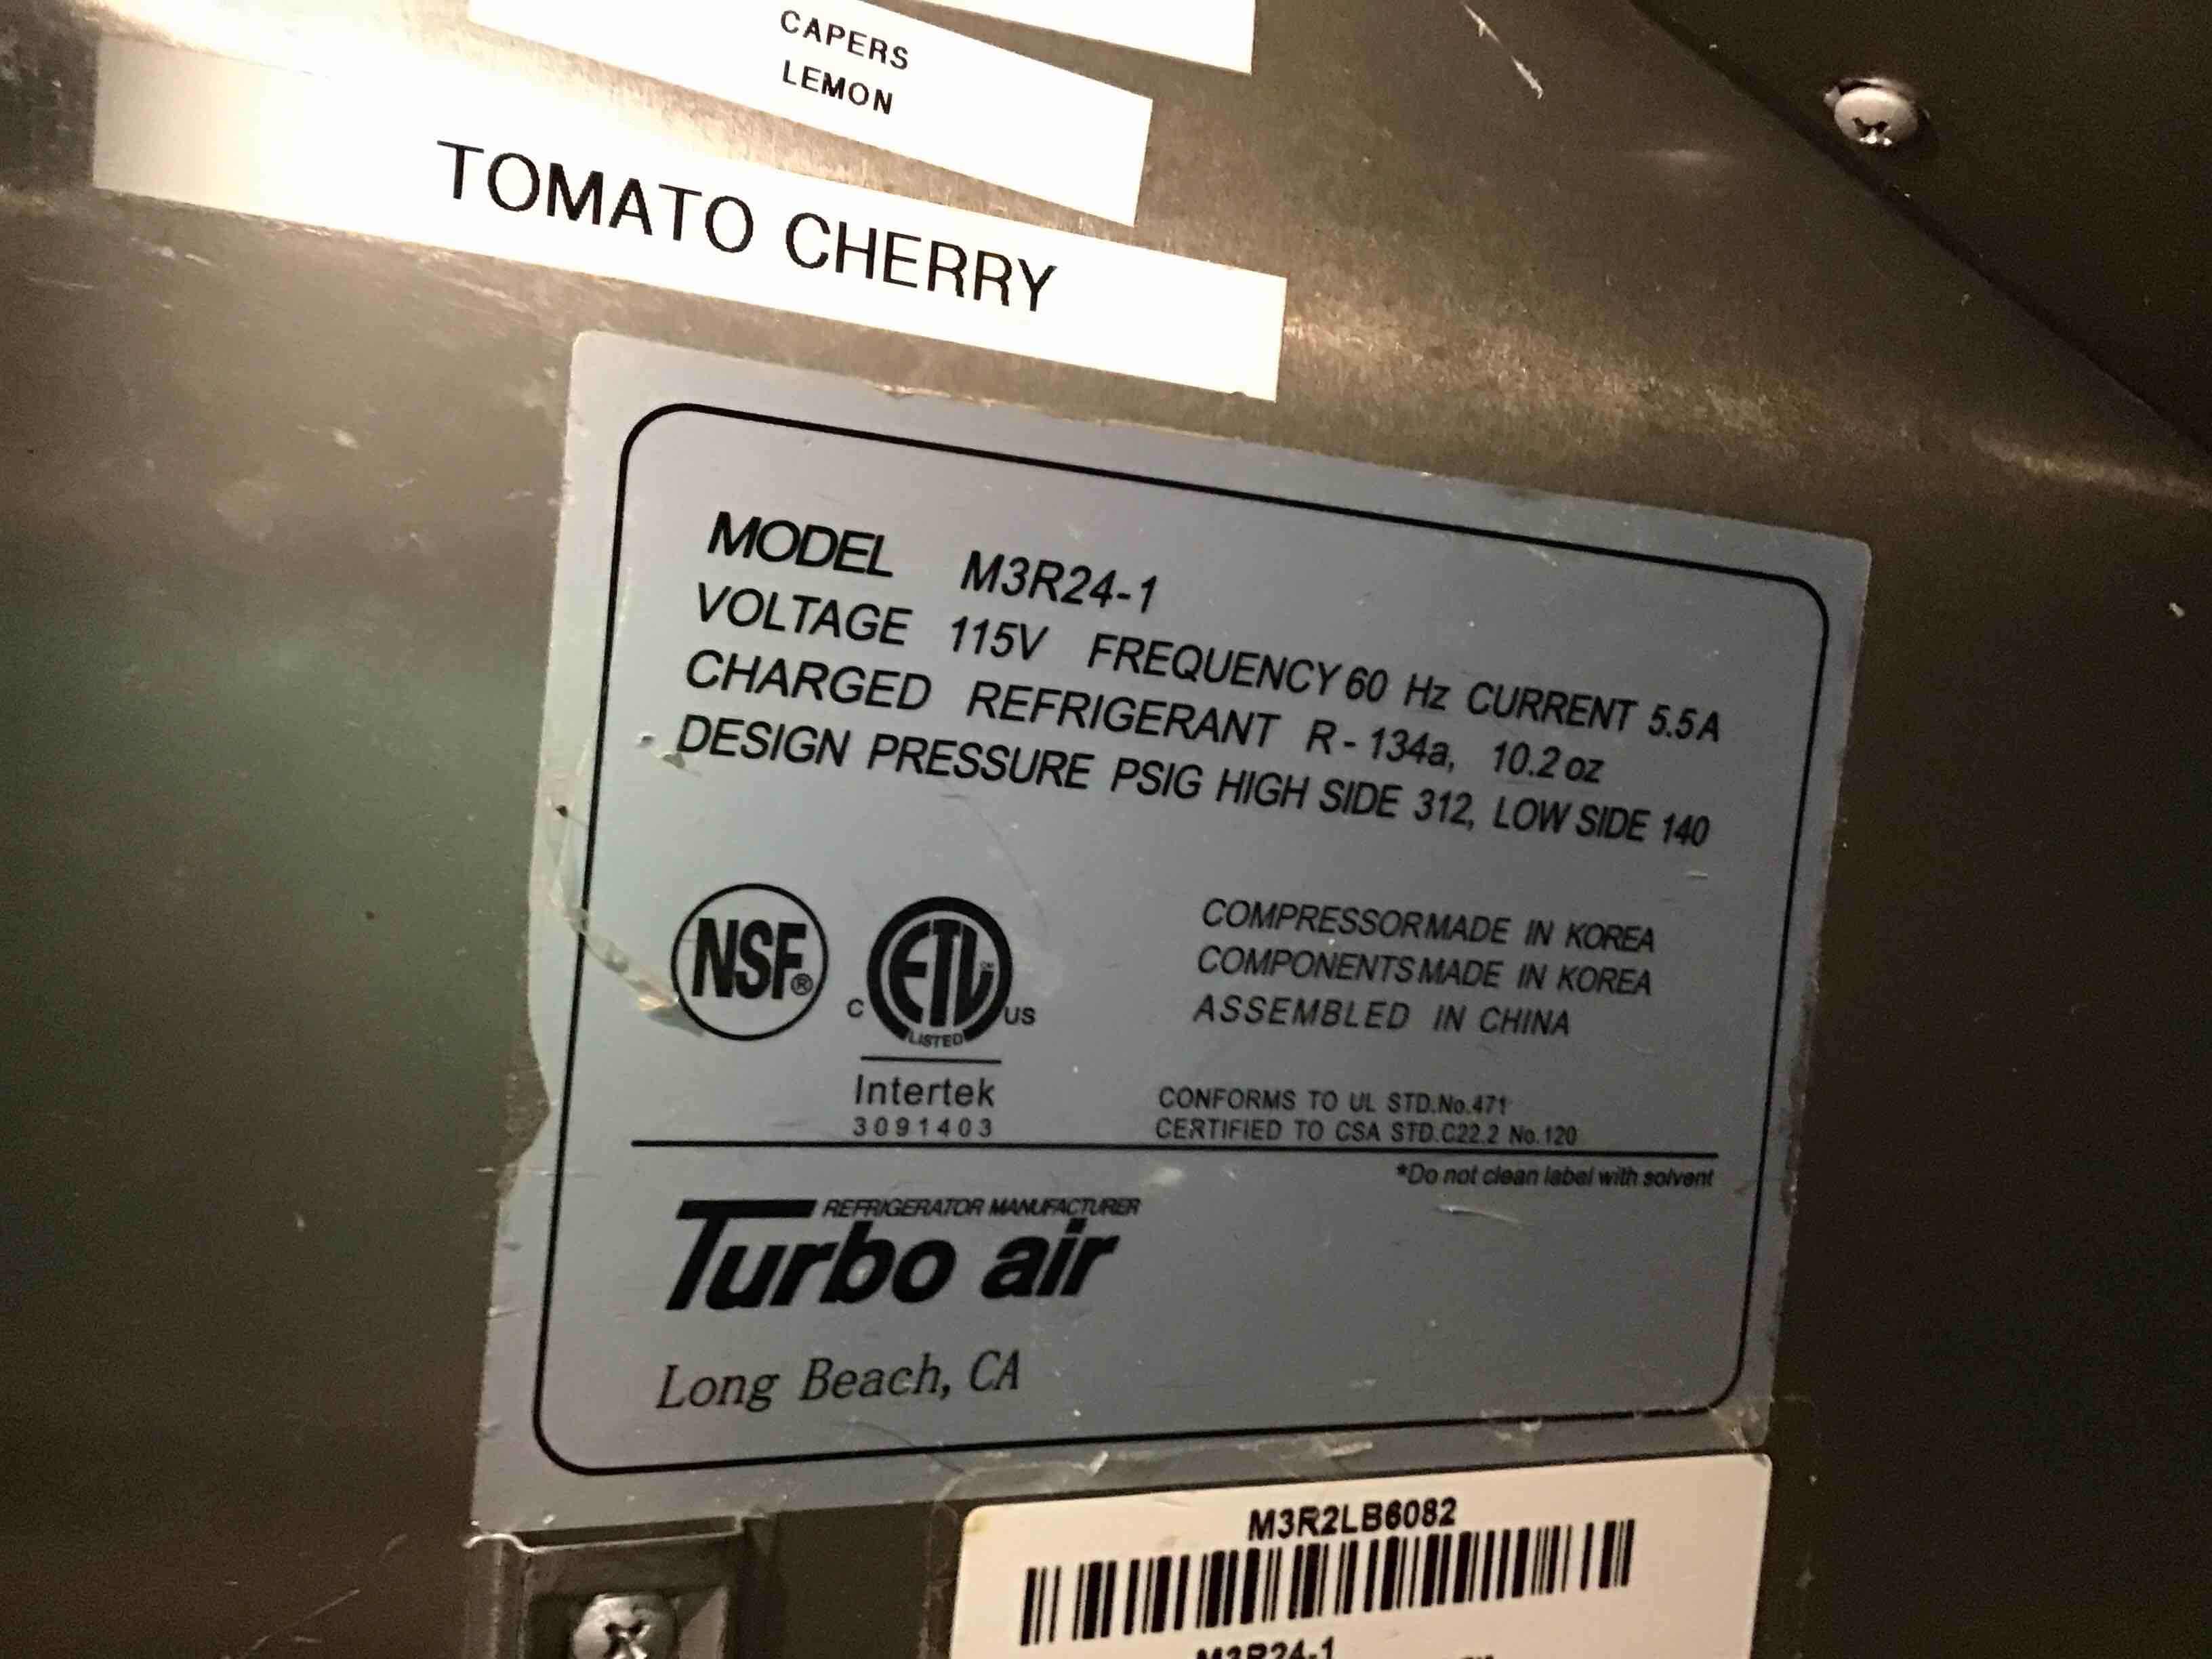 CAPERS
LEMON
TOMATO CHERRY
MODEL M3R24-1
VOLTAGE 115V FREQUENCY 60 Hz CURRENT 5.5A
CHARGED REFRIGERANT R-134a, 10.2 oz
DESIGN PRESSURE PSIG HIGH SIDE 312, LOW SIDE 140
NSF®
C ETL US
LISTED
Intertek
3091403
COMPRESSOR MADE IN KOREA
COMPONENTS MADE IN KOREA
ASSEMBLED IN CHINA
CONFORMS TO UL STD.No.471
CERTIFIED TO CSA STD.C22.2 No.120
*Do not clean label with solvent
REFRIGERATOR MANUFACTURER
Turbo air
Long Beach, CA
M3R2LB6082
M3R24-1